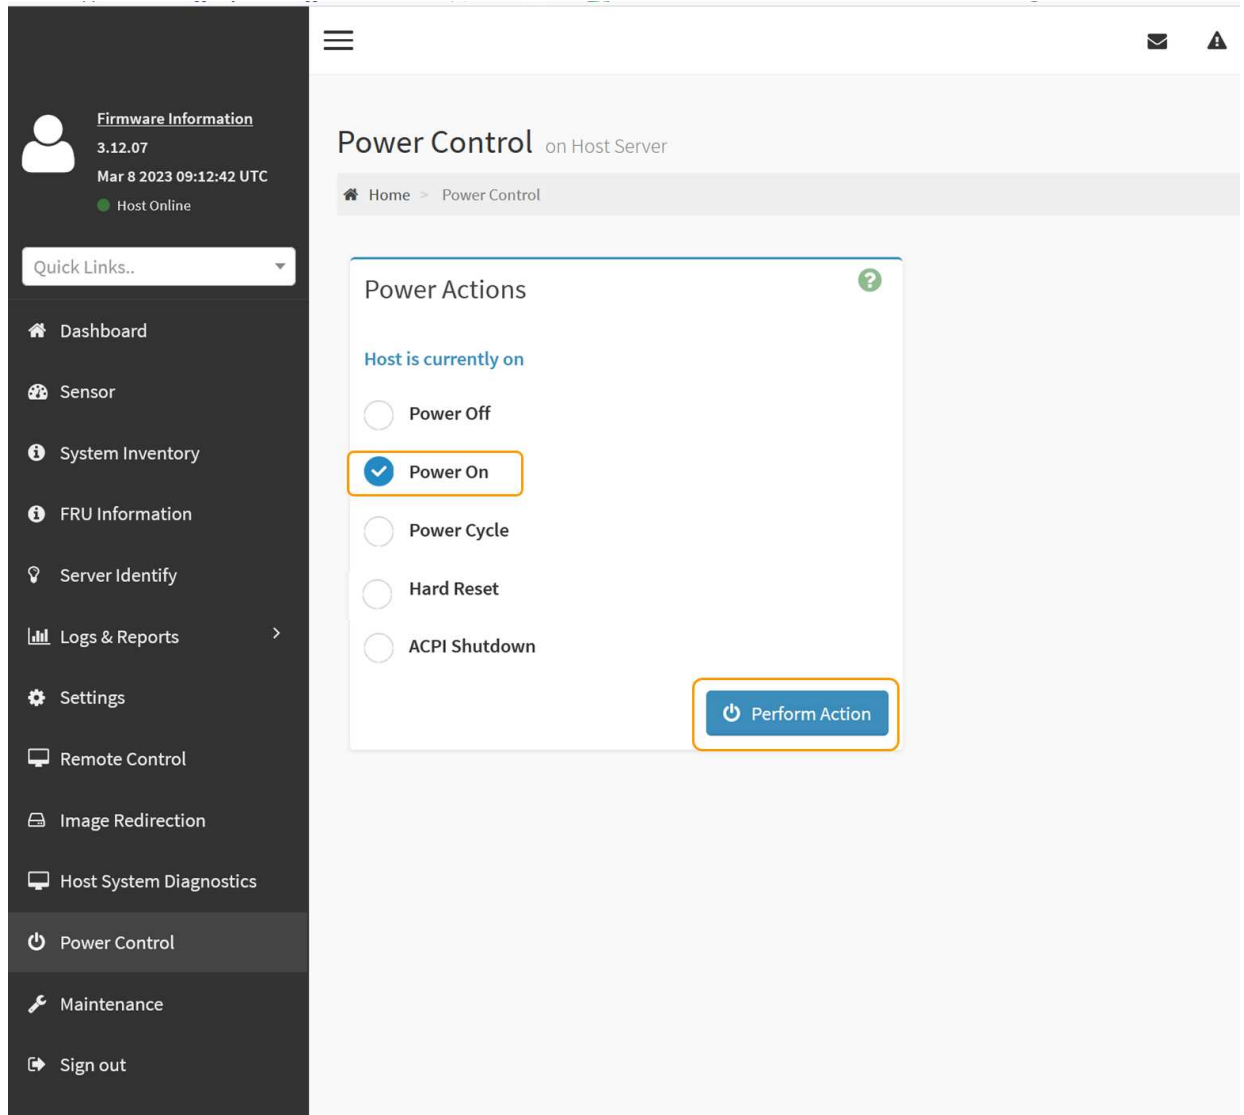 Firmware Information
3.12.07
Mar 8 2023 09:12:42 UTC
Host Online
Quick Links..
Dashboard
Sensor
System Inventory
FRU Information
Server Identify
Logs & Reports
Settings
Remote Control
Image Redirection
Host System Diagnostics
Power Control
Maintenance
Sign out
Power Control on Host Server
Home > Power Control
Power Actions
Host is currently on
Power Off
Power On
Power Cycle
Hard Reset
ACPI Shutdown
Perform Action